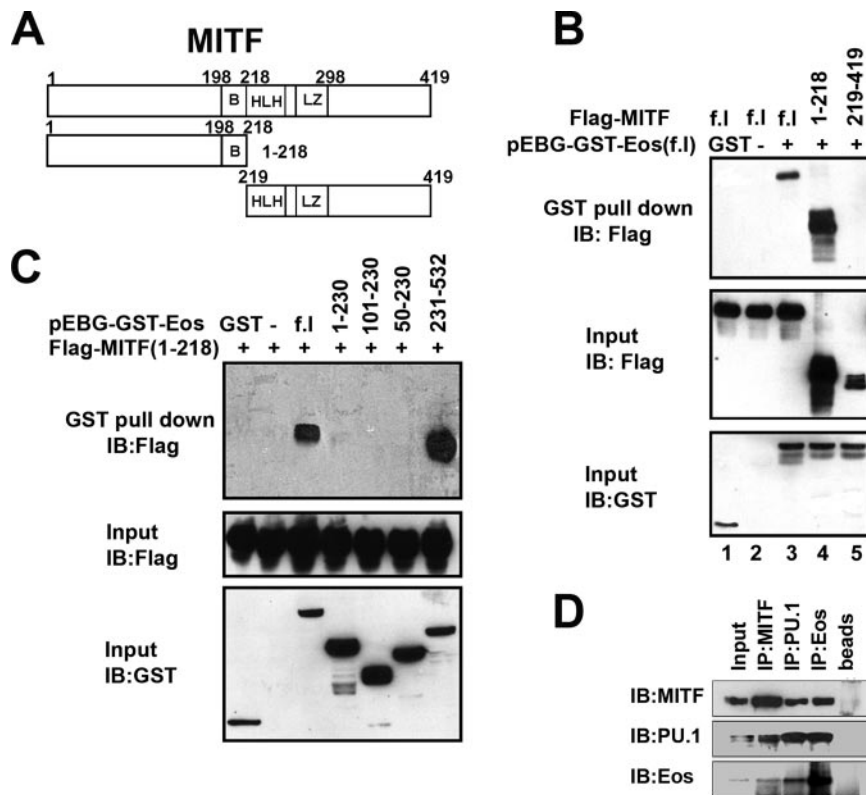 A
MITF
1 198 218 298 419
B HLH LZ
1 198 218
B 1-218
219 419
HLH LZ
B
Flag-MITF f.l f.l f.l 1-218 219-419
pEBG-GST-Eos(f.l) GST - + + +
GST pull down
IB: Flag
Input
IB: Flag
Input
IB:GST
1 2 3 4 5
C
pEBG-GST-Eos GST - f.l 1-230 101-230 50-230 231-532
Flag-MITF(1-218) + + + + + + +
GST pull down
IB:Flag
Input
IB:Flag
Input
IB:GST
D
Input IP:MITF IP:PU.1 IP:Eos beads
IB:MITF
IB:PU.1
IB:Eos